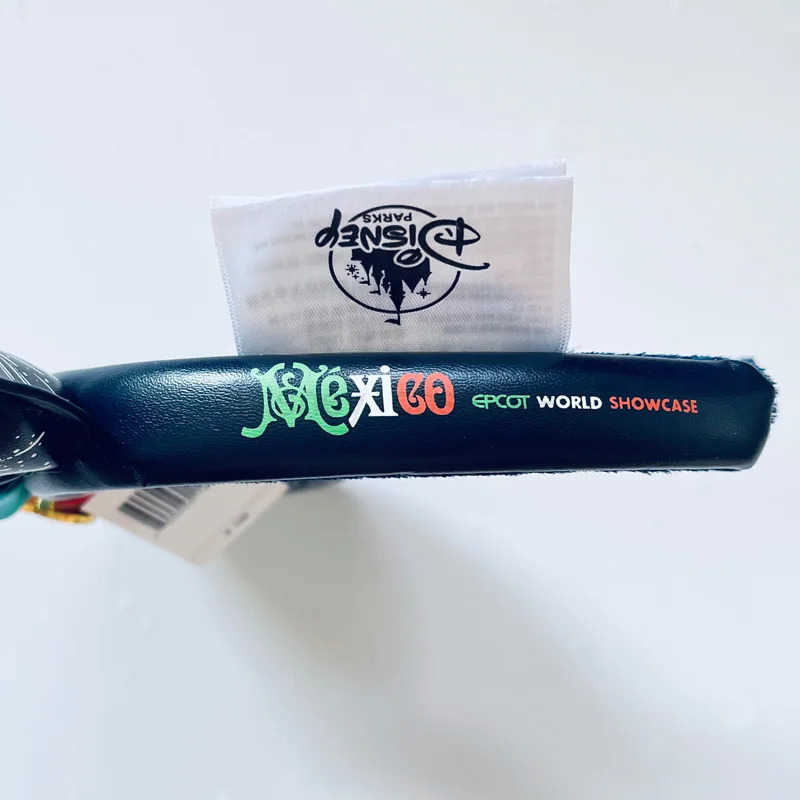 Disney
PARKS
México EPCOT WORLD SHOWCASE